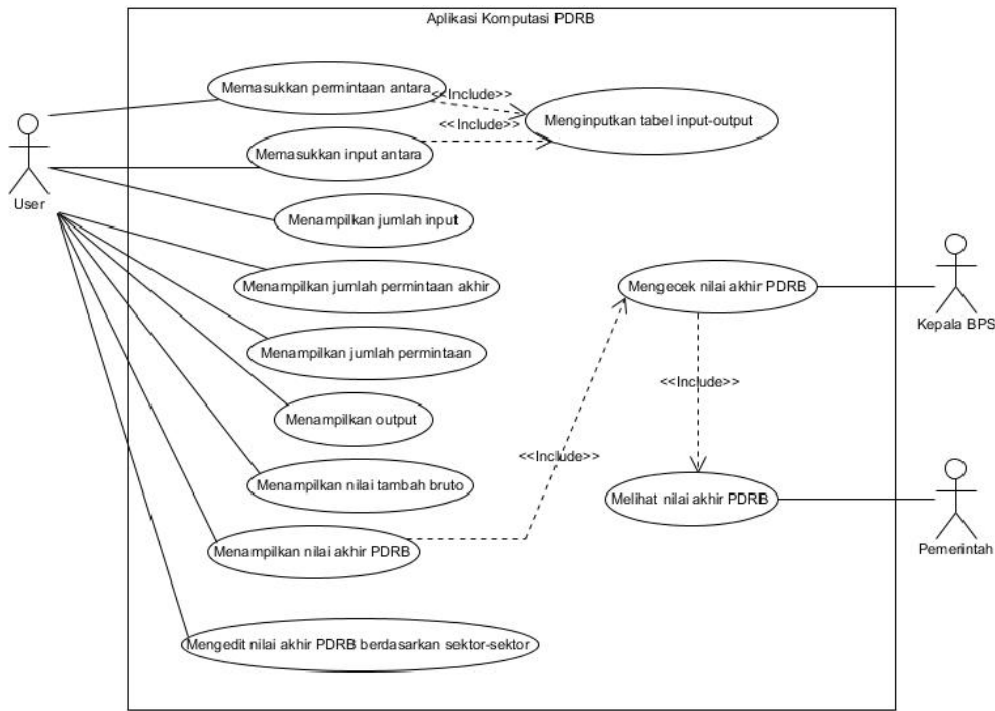 Aplikasi Komputasi PDRB
Memasukkan permintaan antara
<<Include>>
Menginputkan tabel input-output
<<Include>>
Memasukkan input antara
User
Menampilkan jumlah input
Menampilkan jumlah permintaan akhir
Mengecek nilai akhir PDRB
Kepala BPS
Menampilkan jumlah permintaan
<<Include>>
Menampilkan output
<<Include>>
Menampilkan nilai tambah bruto
Melihat nilai akhir PDRB
Menampilkan nilai akhir PDRB
Pemerintah
Mengedit nilai akhir PDRB berdasarkan sektor-sektor